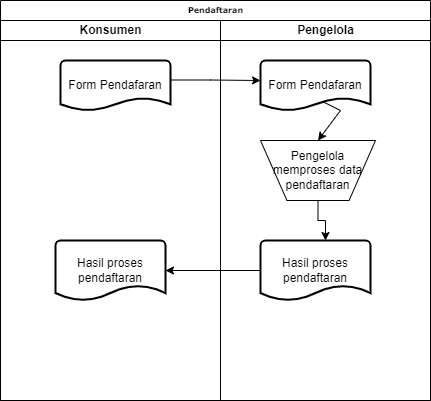 Pendaftaran
Konsumen
Pengelola
Form Pendafaran
Form Pendafaran
Pengelola
memproses data
pendaftaran
Hasil proses
pendaftaran
Hasil proses
pendaftaran